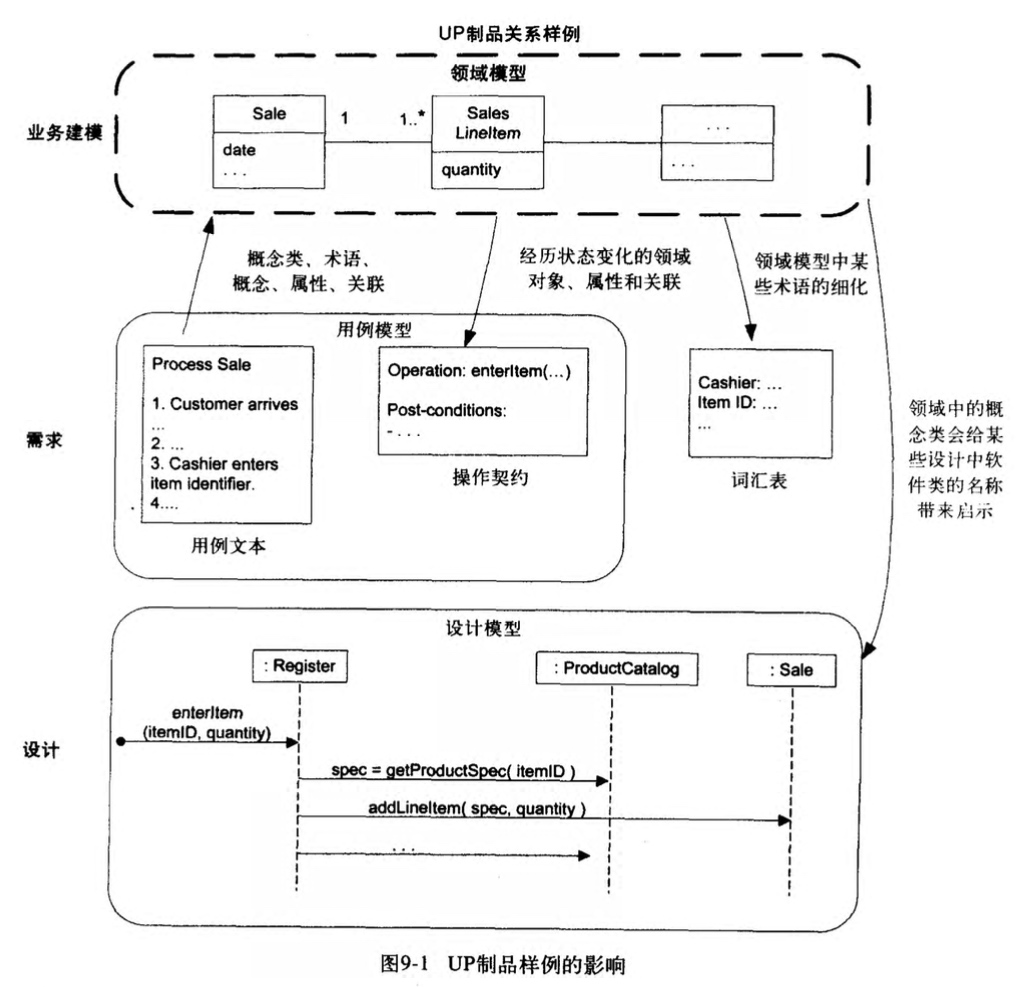 UP制品关系样例
领域模型
业务建模
Sale
date
. . .
1
1..*
Sales
LineItem
quantity
. . .
. . .
概念类、术语、
概念、属性、关联
经历状态变化的领域
对象、属性和关联
领域模型中某
些术语的细化
领域中的概
念类会给某
些设计中软
件类的名称
带来启示
需求
用例模型
Process Sale
1. Customer arrives
...
2. ...
3. Cashier enters
item identifier.
4....
用例文本
Operation: enterItem(...)
Post-conditions:
- . . .
操作契约
Cashier: ...
Item ID: ...
...
词汇表
设计
设计模型
: Register
: ProductCatalog
: Sale
enterItem
(itemID, quantity)
spec = getProductSpec( itemID )
addLineItem( spec, quantity )
. . .
图9-1 UP制品样例的影响